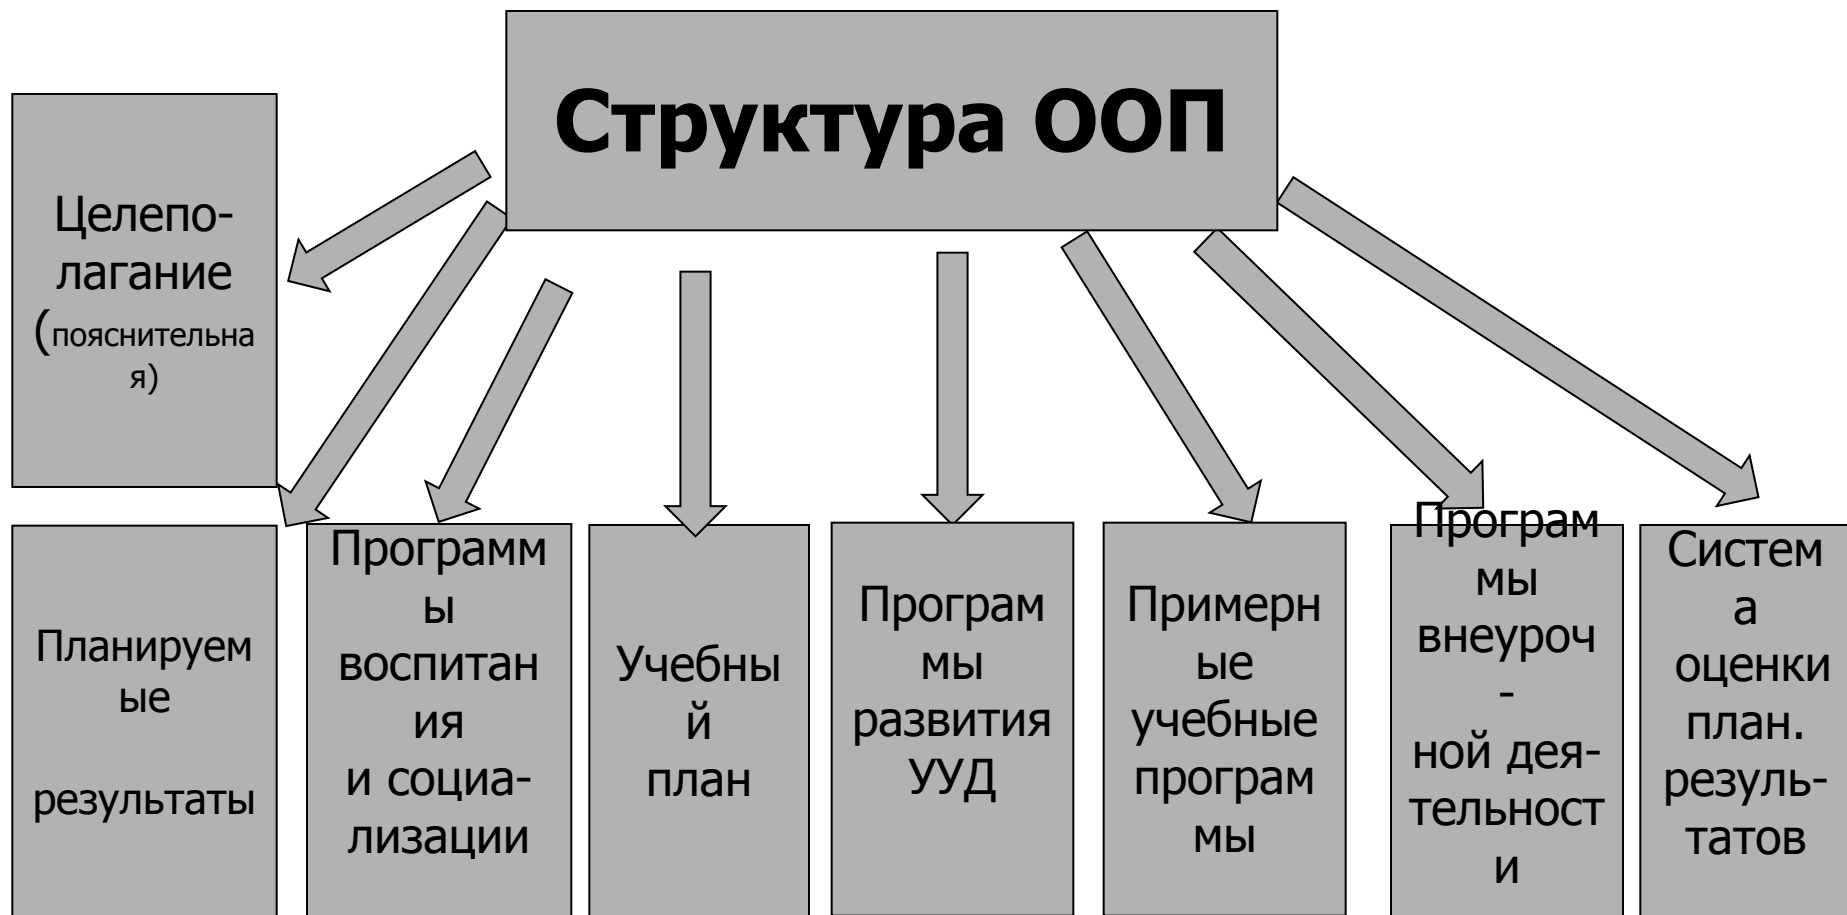 Структура ООП
Целепо-
лагание
(пояснительна
я)
Планируем
ые
результаты
Программ
ы
воспитан
ия
и социа-
лизации
Учебны
й
план
Програм
мы
развития
УУД
Примерн
ые
учебные
програм
мы
Програм
мы
внеуроч
-
ной дея-
тельност
и
Систем
а
оценки
план.
резуль-
татов